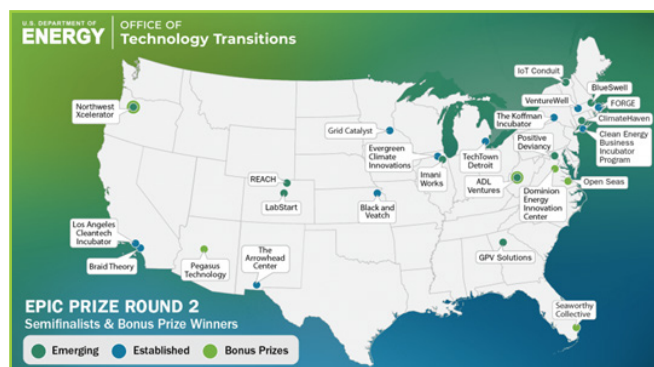 U.S. DEPARTMENT OF
ENERGY
OFFICE OF
Technology Transitions
IoT Conduit
BlueSwell
VentureWell
FORGE
Northwest
Xcelerator
The Koffman
Incubator
ClimateHaven
Grid Catalyst
Clean Energy
Business
Incubator
Program
Evergreen
Climate
Innovations
Positive
Deviancy
TechTown
Detroit
Imani
Works
REACH
ADL
Ventures
Open Seas
LabStart
Black and
Veatch
Dominion
Energy
Innovation
Center
Los Angeles
Cleantech
Incubator
The
Arrowhead
Center
GPV Solutions
Braid Theory
Pegasus
Technology
EPIC PRIZE ROUND 2
Semifinalists & Bonus Prize Winners
Seaworthy
Collective
Emerging
Established
Bonus Prizes